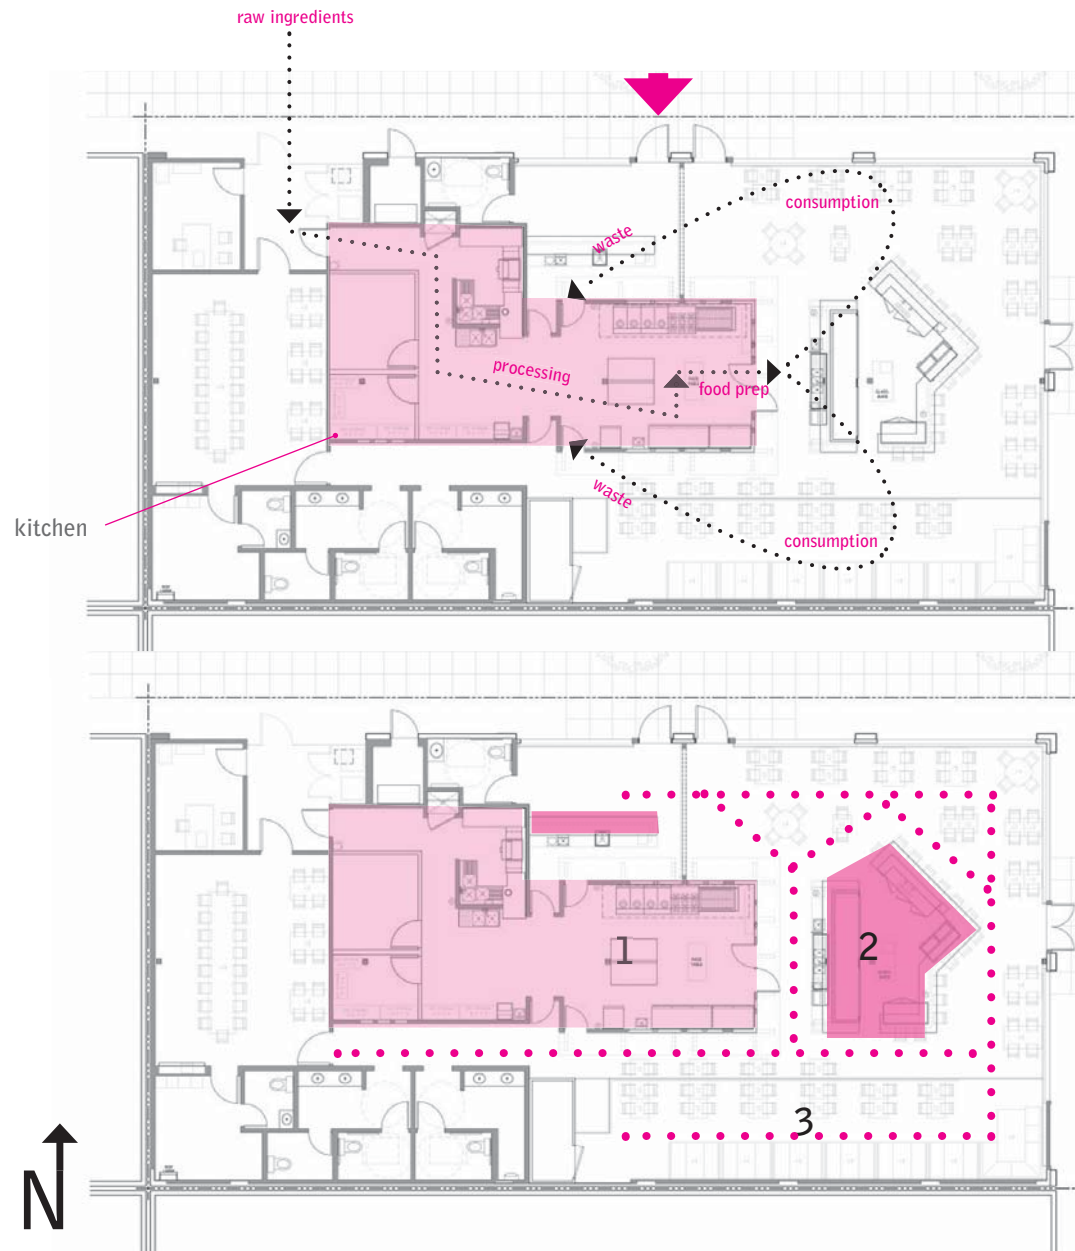 raw ingredients
consumption
waste
processing
food prep
waste
consumption
kitchen
1
2
3
N